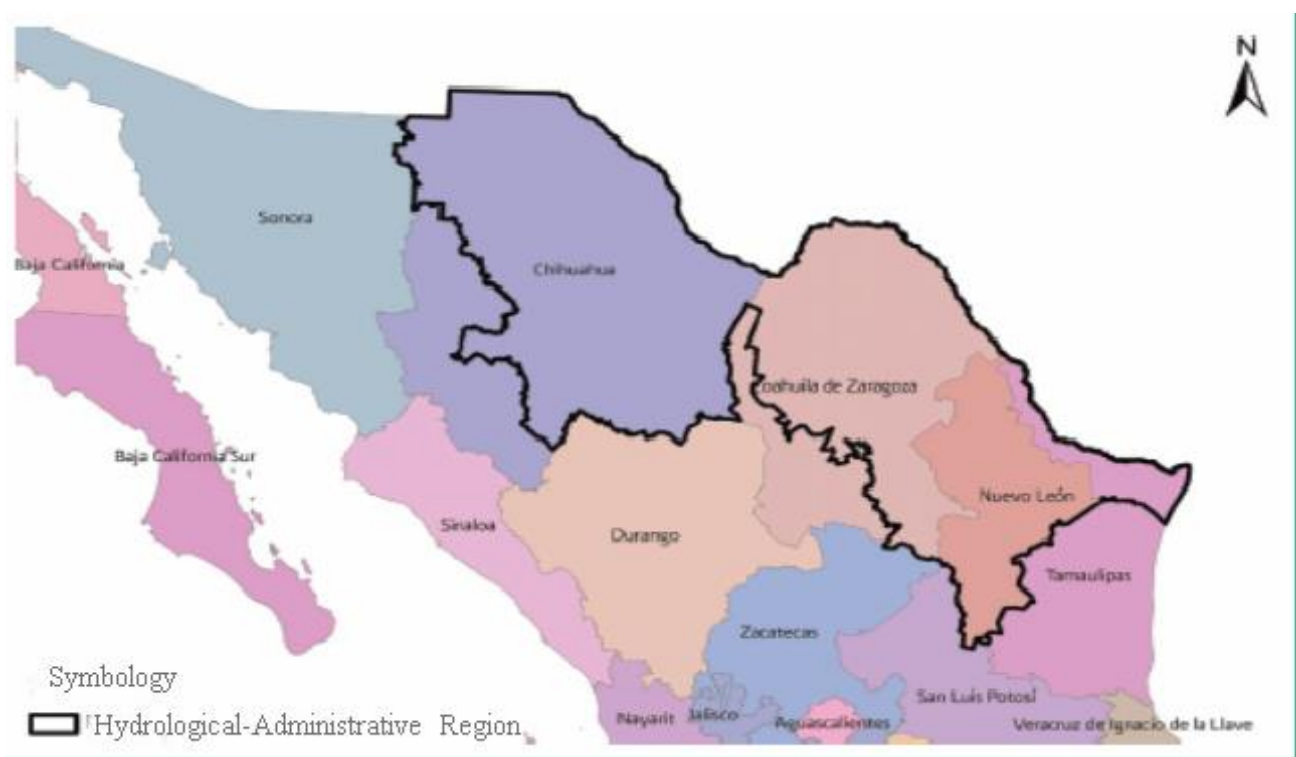 N
Sonora
Chihuahua
Baja California
Coahuila de Zaragoza
Baja California Sur
Nuevo León
Sinaloa
Durango
Tamaulipas
Zacatecas
San Luis Potosí
Nayarit
Jalisco
Aguascalientes
Veracruz de Ignacio de la Llave
Symbology
Hydrological-Administrative Region